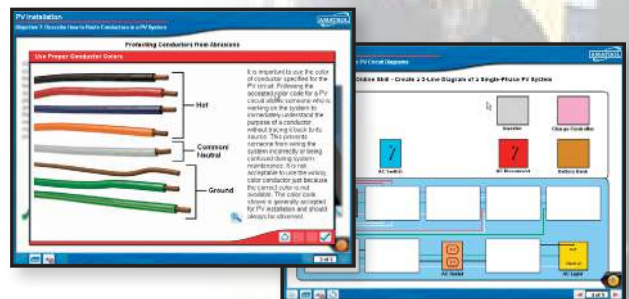 PV Installation
Objective 7: Describe How to Route Conductors in a PV System
AMATROL
Protecting Conductors From Abrasions
Use Proper Conductor Colors
Hot
Common/
Neutral
Ground
It is important to use the color
of conductor specified for the
PV circuit. Following the
accepted color code for a PV
circuit allows someone who is
working on the system to
immediately understand the
purpose of a conductor
without tracing it back to its
source. This prevents
someone from wiring the
system incorrectly or being
confused during system
maintenance. It is not
acceptable to use the wrong
color conductor just because
the correct color is not
available. The color code
shown is generally accepted
for PV installation and should
always be observed.
PV Circuit Diagrams
AMATROL
Online Skill - Create a 2-Line Diagram of a Single-Phase PV System
Inverter
Charge Controller
AC Switch
DC Disconnect
Battery Bank
AC Outlet
AC Light